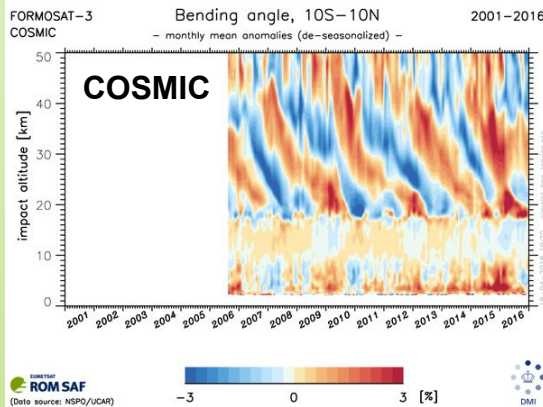 FORMOSAT-3
COSMIC
Bending angle, 10S-10N
2001-2016
- monthly mean anomalies (de-seasonalized) -
COSMIC
impact altitude [km]
50
40
30
20
10
0
2001 2002 2003 2004 2005 2006 2007 2008 2009 2010 2011 2012 2013 2014 2015 2016
EUMETSAT
ROM SAF
(Data source: NSPO/UCAR)
-3 0 3 [%]
DMI